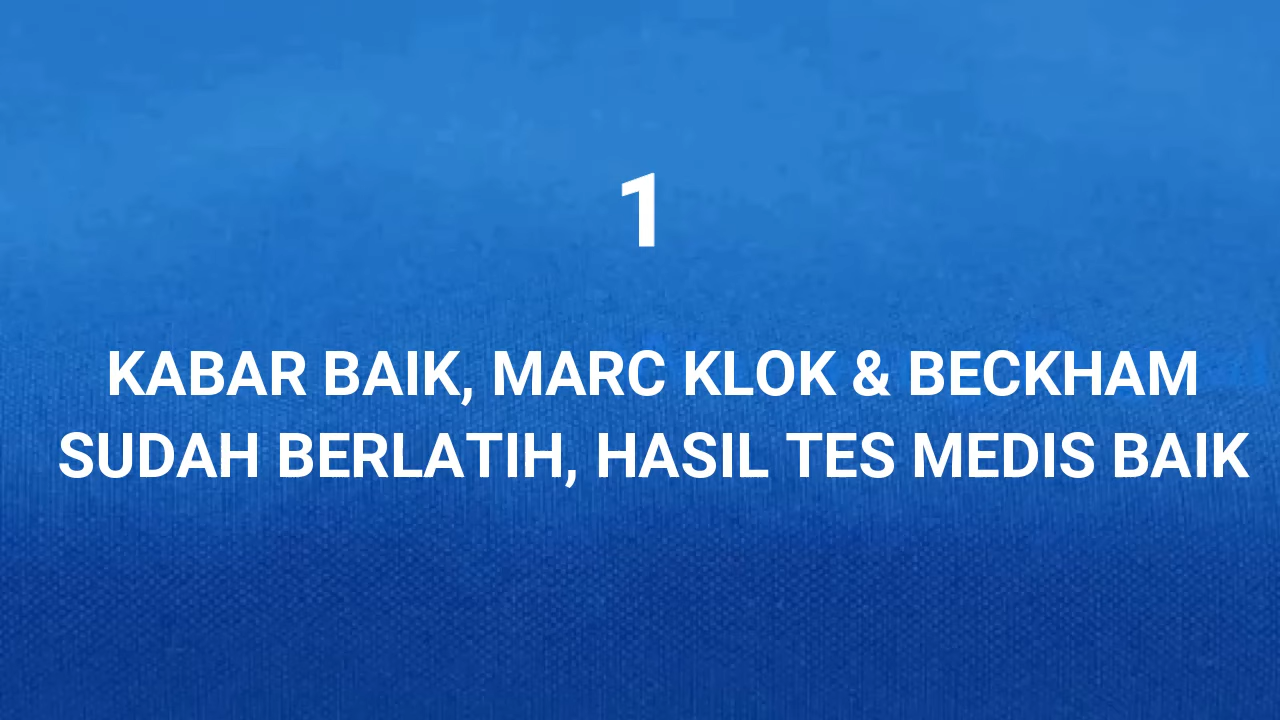 1
KABAR BAIK, MARC KLOK & BECKHAM
SUDAH BERLATIH, HASIL TES MEDIS BAIK